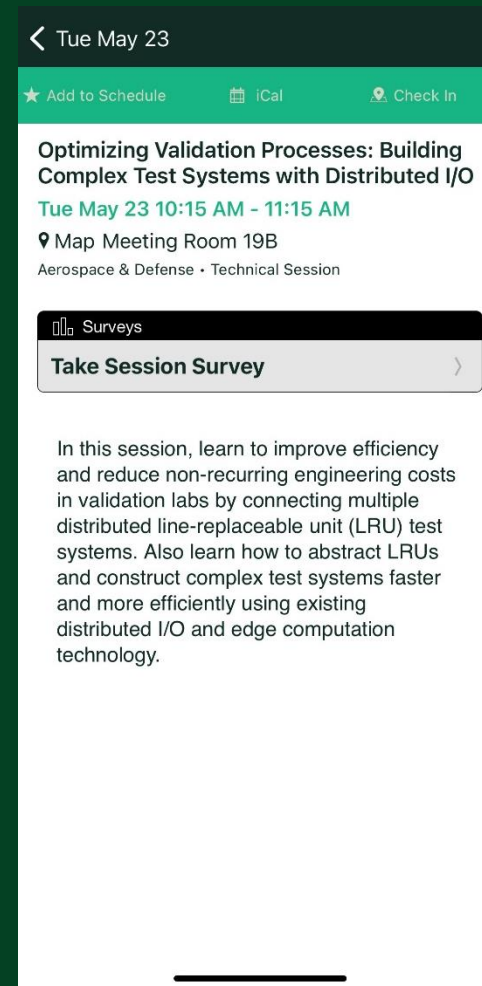 Tue May 23
Add to Schedule iCal Check In
Optimizing Validation Processes: Building
Complex Test Systems with Distributed I/O
Tue May 23 10:15 AM - 11:15 AM
Map Meeting Room 19B
Aerospace & Defense • Technical Session
Surveys
Take Session Survey
In this session, learn to improve efficiency
and reduce non-recurring engineering costs
in validation labs by connecting multiple
distributed line-replaceable unit (LRU) test
systems. Also learn how to abstract LRUs
and construct complex test systems faster
and more efficiently using existing
distributed I/O and edge computation
technology.